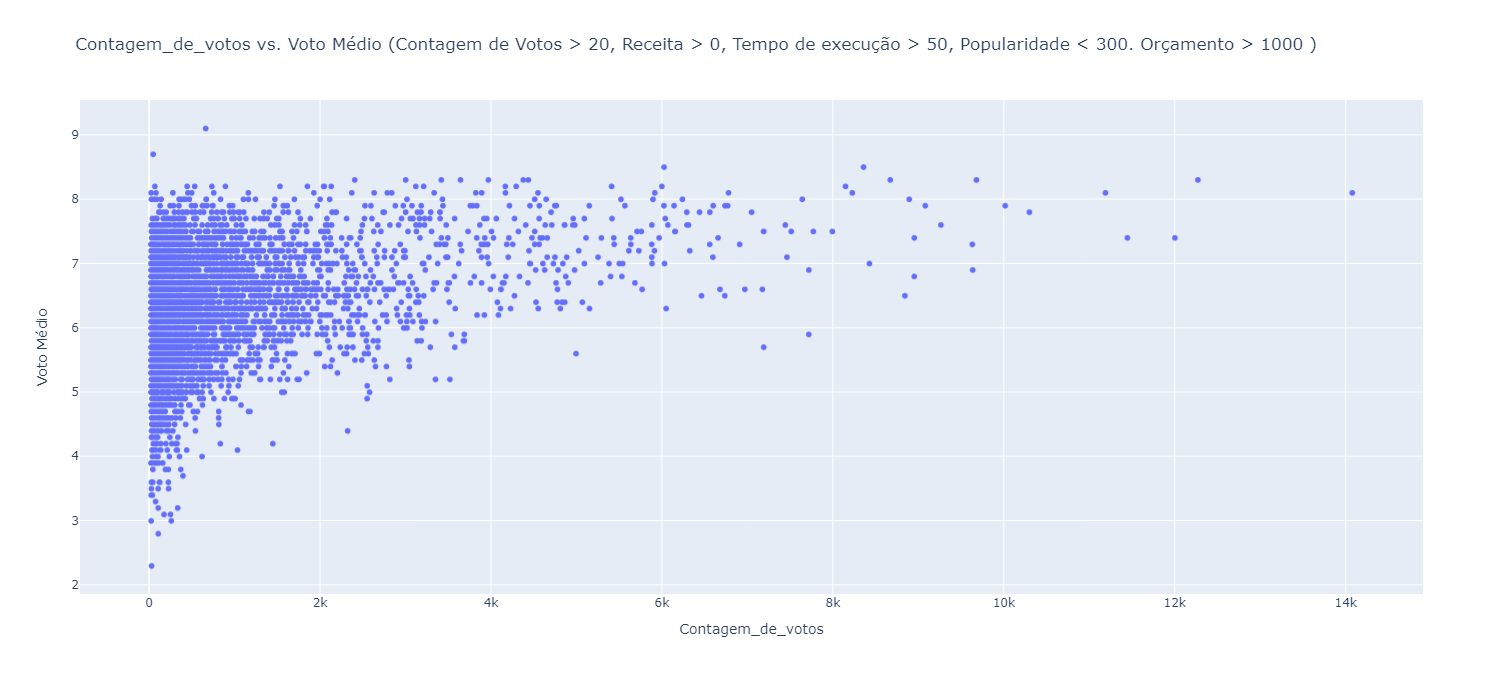 Contagem_de_votos vs. Voto Médio (Contagem de Votos > 20, Receita > 0, Tempo de execução > 50, Popularidade < 300. Orçamento > 1000 )
9
8
7
6
5
4
3
2
Voto Médio
0 2k 4k 6k 8k 10k 12k 14k
Contagem_de_votos